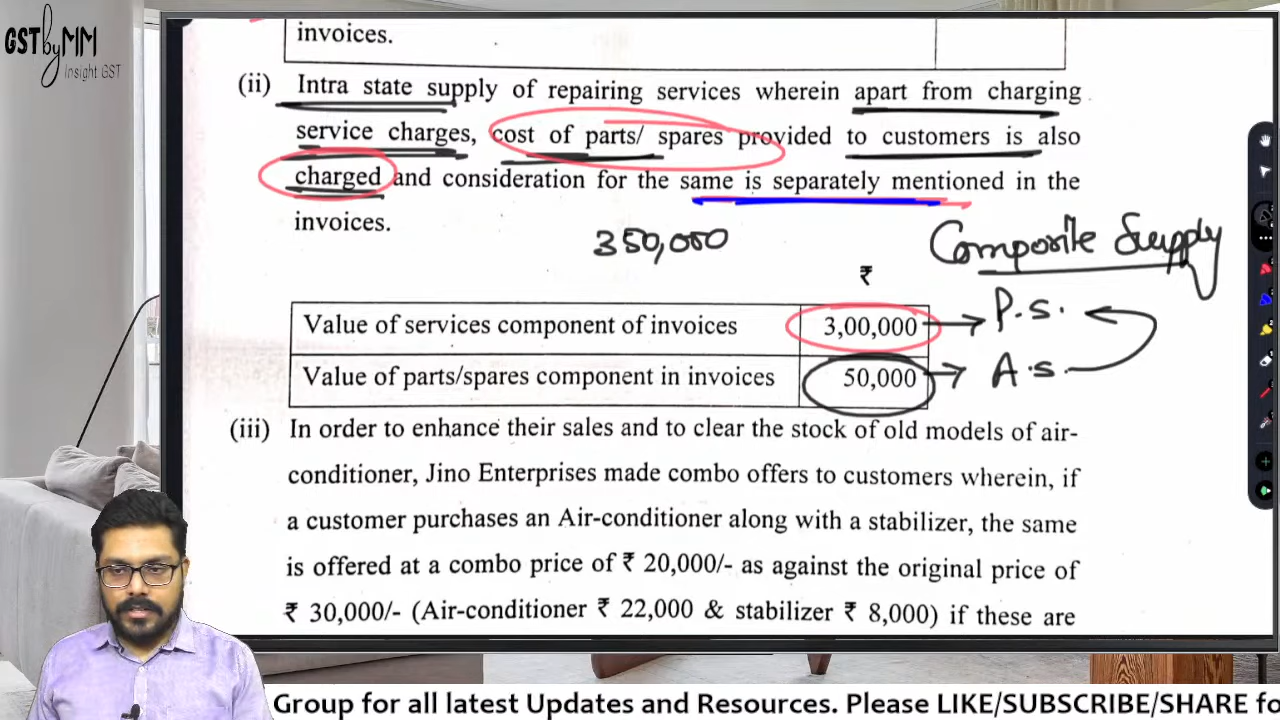 GSTbyMM
Insight GST
invoices.
(ii) Intra state supply of repairing services wherein apart from charging
service charges, cost of parts/ spares provided to customers is also
charged and consideration for the same is separately mentioned in the
invoices.
350,000
Composite Supply
₹
Value of services component of invoices 3,00,000 → P.S.
Value of parts/spares component in invoices 50,000 → A.S.
(iii) In order to enhance their sales and to clear the stock of old models of air-
conditioner, Jino Enterprises made combo offers to customers wherein, if
a customer purchases an Air-conditioner along with a stabilizer, the same
is offered at a combo price of ₹ 20,000/- as against the original price of
₹ 30,000/- (Air-conditioner ₹ 22,000 & stabilizer ₹ 8,000) if these are
Group for all latest Updates and Resources. Please LIKE/SUBSCRIBE/SHARE fo